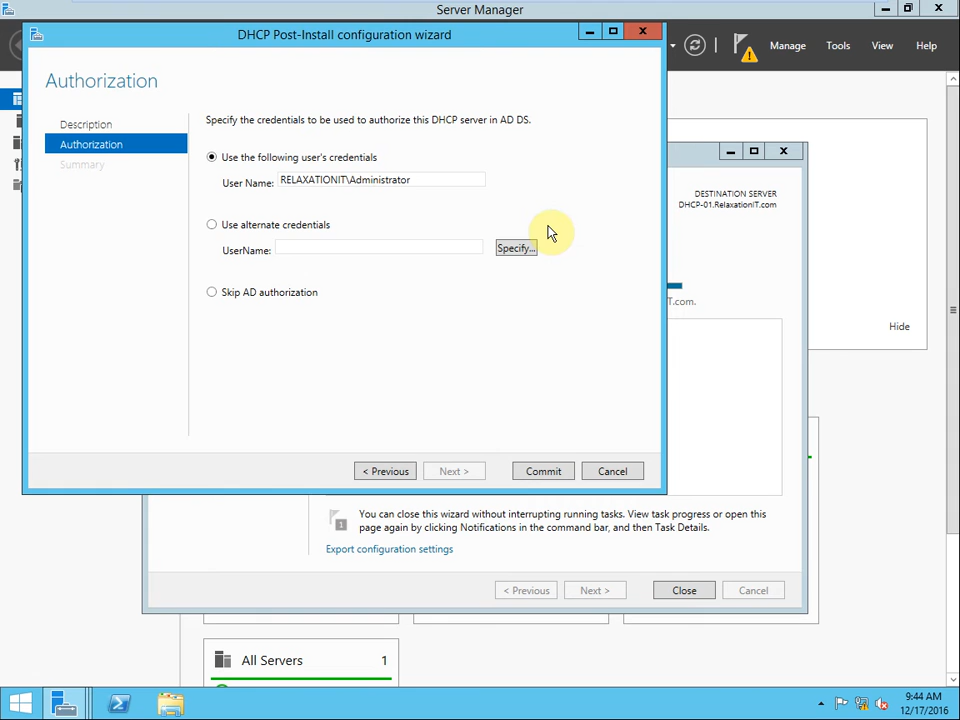 Server Manager
DHCP Post-Install configuration wizard
Manage
Tools
View
Help
Authorization
Description
Authorization
Summary
Specify the credentials to be used to authorize this DHCP server in AD DS.
Use the following user's credentials
User Name: RELAXATIONIT\Administrator
Use alternate credentials
UserName:
Specify...
Skip AD authorization
< Previous
Next >
Commit
Cancel
DESTINATION SERVER
DHCP-01.RelaxationIT.com
IT.com.
Hide
1
You can close this wizard without interrupting running tasks. View task progress or open this
page again by clicking Notifications in the command bar, and then Task Details.
Export configuration settings
< Previous
Next >
Close
Cancel
All Servers
1
9:44 AM
12/17/2016